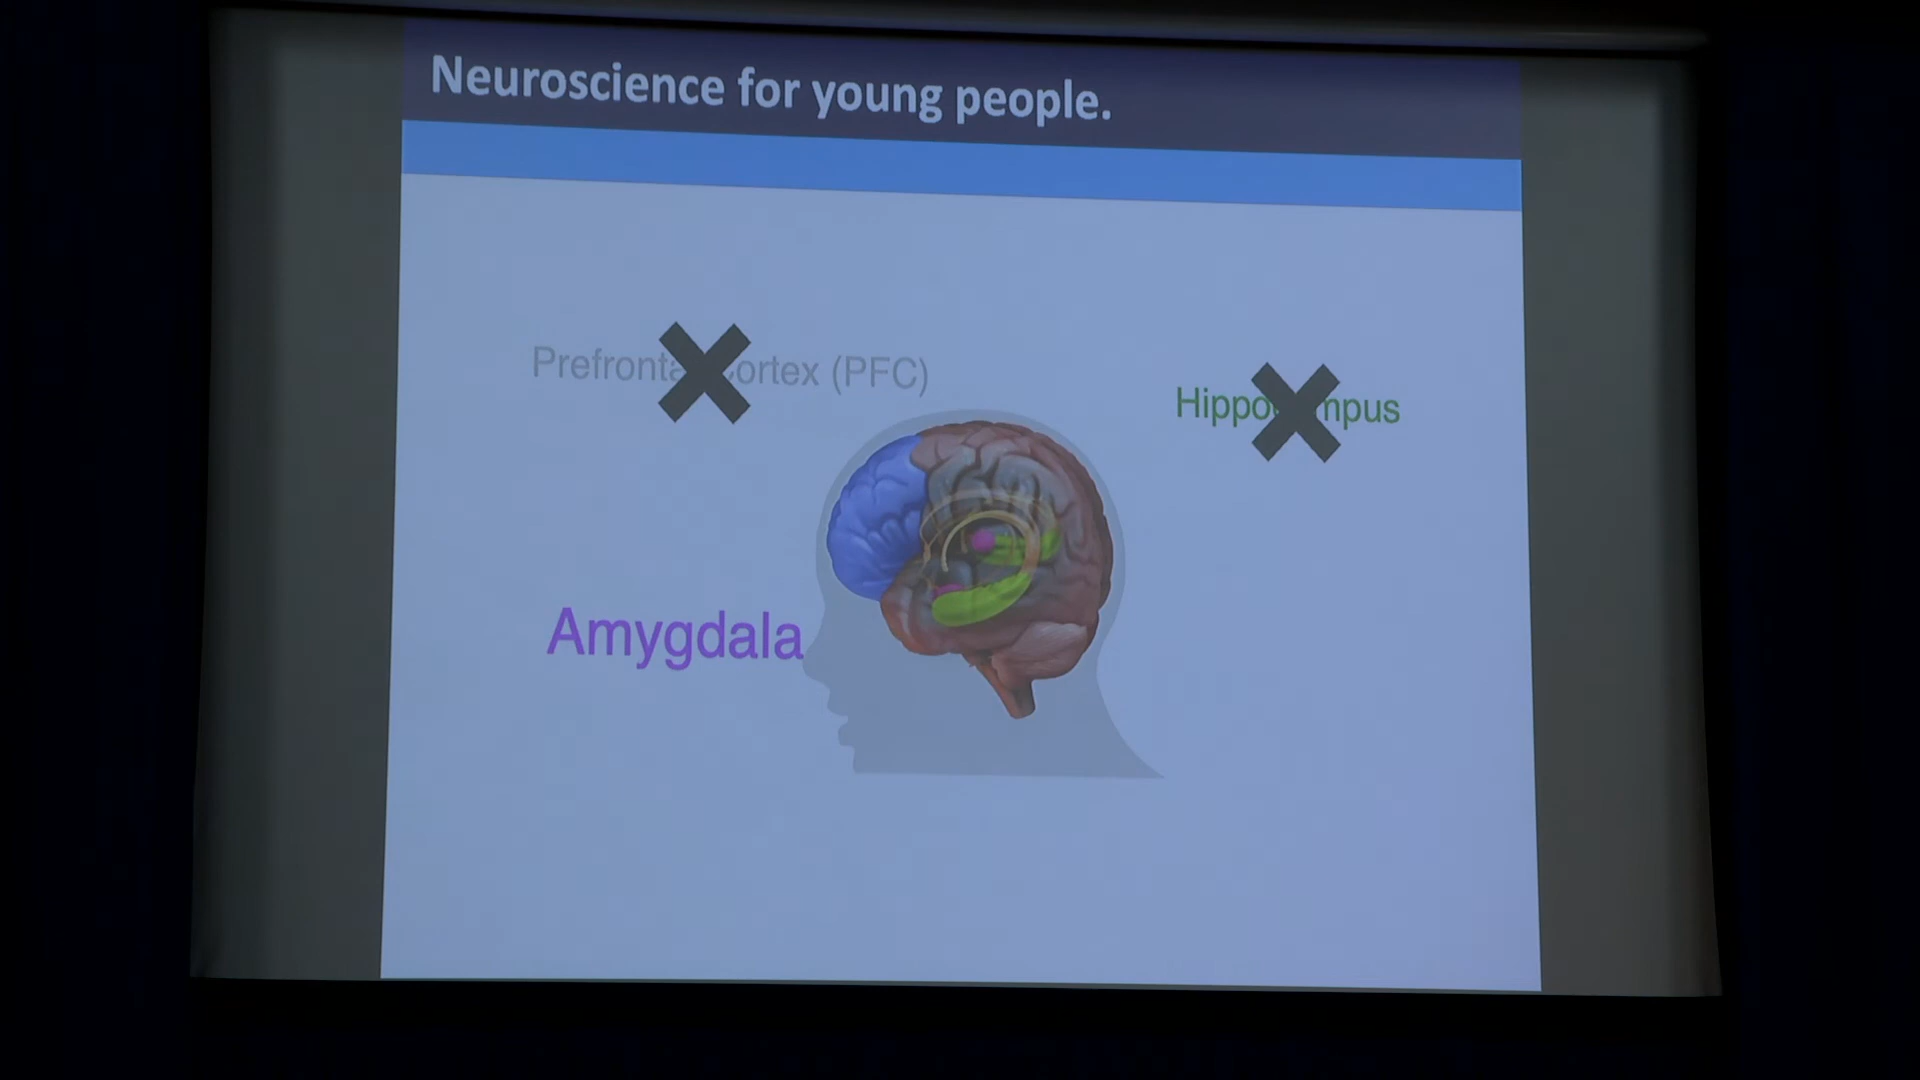 Neuroscience for young people.
Prefrontal Cortex (PFC)
Hippocampus
Amygdala